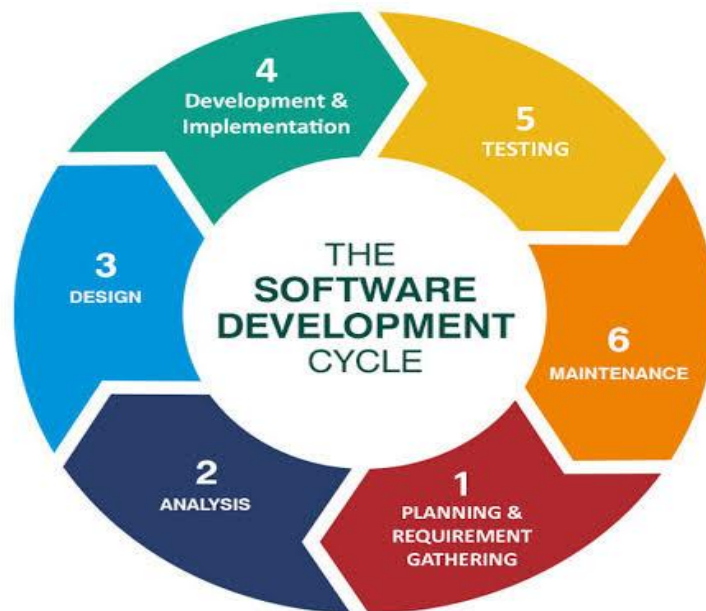 THE
SOFTWARE
DEVELOPMENT
CYCLE
1
PLANNING &
REQUIREMENT
GATHERING
2
ANALYSIS
3
DESIGN
4
Development &
Implementation
5
TESTING
6
MAINTENANCE